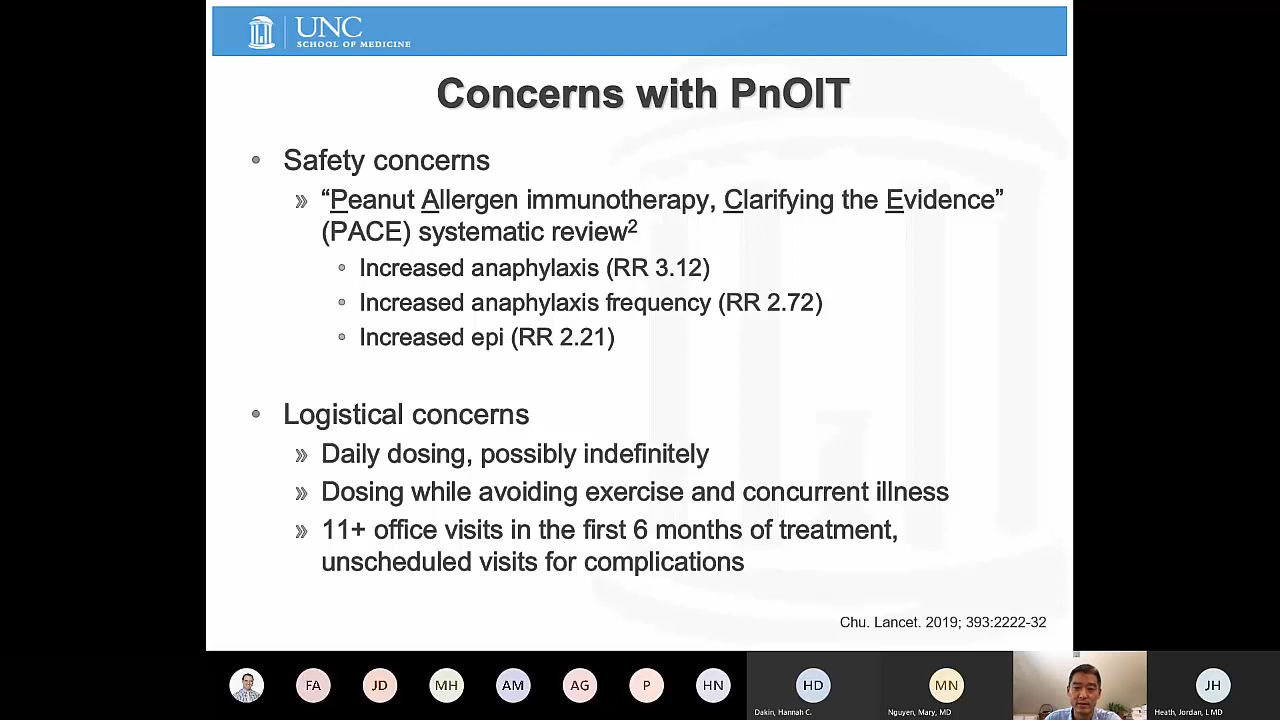 UNC
SCHOOL OF MEDICINE
Concerns with PnOIT
• Safety concerns
» “Peanut Allergen immunotherapy, Clarifying the Evidence”
(PACE) systematic review²
• Increased anaphylaxis (RR 3.12)
• Increased anaphylaxis frequency (RR 2.72)
• Increased epi (RR 2.21)
• Logistical concerns
» Daily dosing, possibly indefinitely
» Dosing while avoiding exercise and concurrent illness
» 11+ office visits in the first 6 months of treatment,
unscheduled visits for complications
Chu. Lancet. 2019; 393:2222-32
FA JD MH AM AG P HN HD MN JH
Dakin, Hannah C. Nguyen, Mary, MD Heath, Jordan, L MD